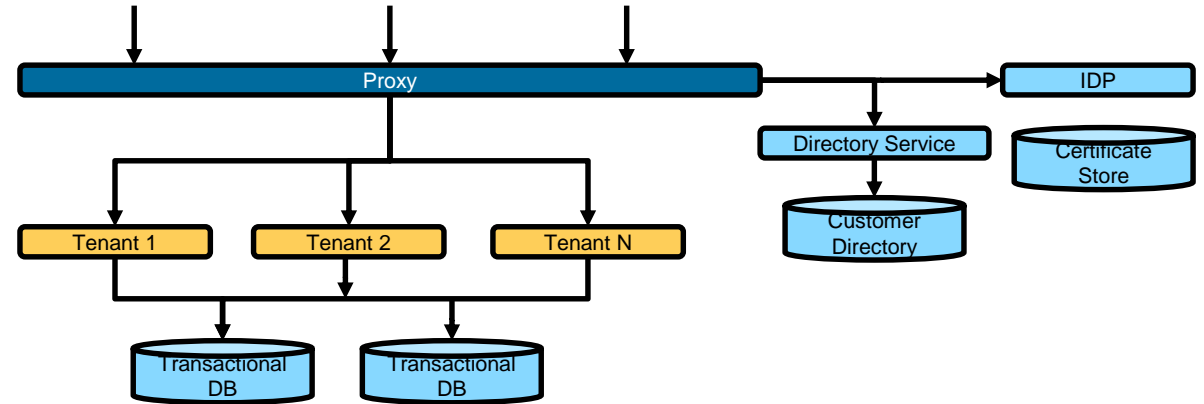 Proxy
IDP
Directory Service
Certificate
Store
Customer
Directory
Tenant 1
Tenant 2
Tenant N
Transactional
DB
Transactional
DB